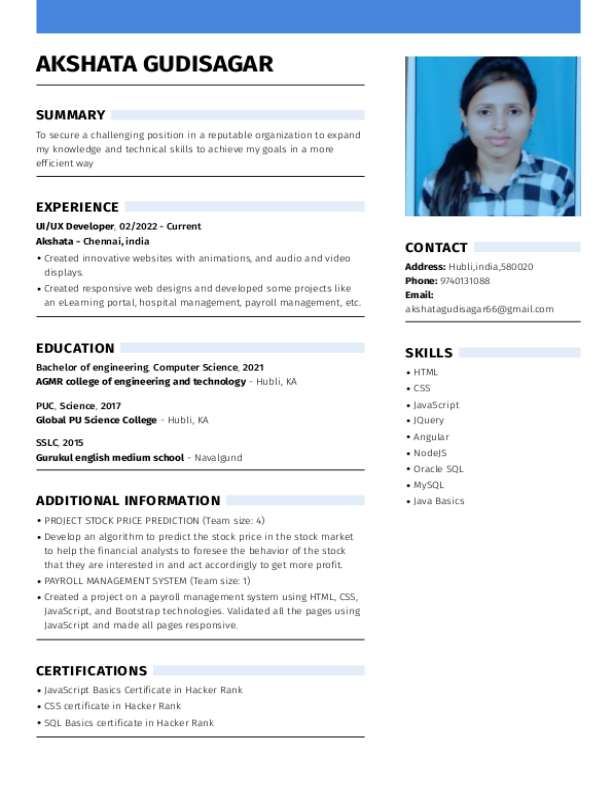 AKSHATA GUDISAGAR
SUMMARY
To secure a challenging position in a reputable organization to expand
my knowledge and technical skills to achieve my goals in a more
efficient way
EXPERIENCE
UI/UX Developer, 02/2022 - Current
Akshata - Chennai, india
• Created innovative websites with animations, and audio and video
displays.
• Created responsive web designs and developed some projects like
an eLearning portal, hospital management, payroll management, etc.
EDUCATION
Bachelor of engineering, Computer Science, 2021
AGMR college of engineering and technology - Hubli, KA
PUC, Science, 2017
Global PU Science College - Hubli, KA
SSLC, 2015
Gurukul english medium school - Navalgund
ADDITIONAL INFORMATION
• PROJECT STOCK PRICE PREDICTION (Team size: 4)
• Develop an algorithm to predict the stock price in the stock market
to help the financial analysts to foresee the behavior of the stock
that they are interested in and act accordingly to get more profit.
• PAYROLL MANAGEMENT SYSTEM (Team size: 1)
• Created a project on a payroll management system using HTML, CSS,
JavaScript, and Bootstrap technologies. Validated all the pages using
JavaScript and made all pages responsive.
CERTIFICATIONS
• JavaScript Basics Certificate in Hacker Rank
• CSS certificate in Hacker Rank
• SQL Basics certificate in Hacker Rank
CONTACT
Address: Hubli,india,580020
Phone: 9740131088
Email:
akshatagudisagar66@gmail.com
SKILLS
• HTML
• CSS
• JavaScript
• JQuery
• Angular
• NodeJS
• Oracle SQL
• MySQL
• Java Basics